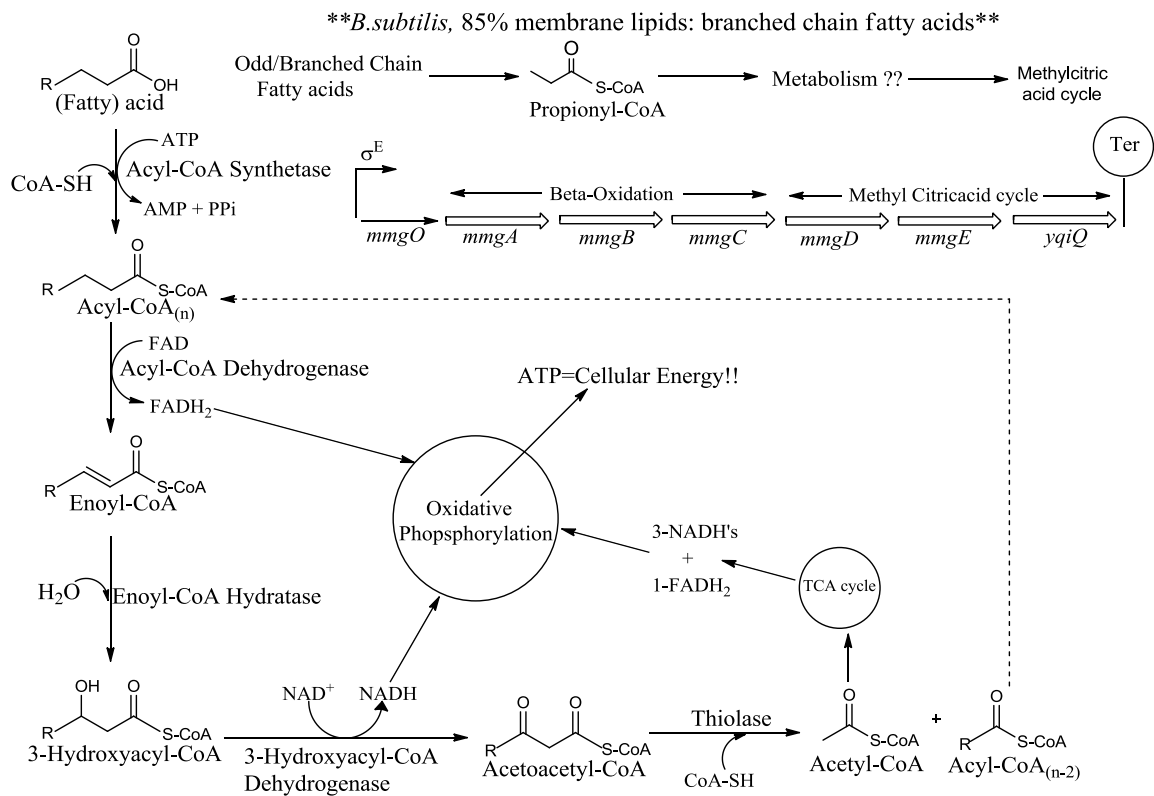 **B.subtilis, 85% membrane lipids: branched chain fatty acids**
O
R
OH
(Fatty) acid
Odd/Branched Chain
Fatty acids
O
S-CoA
Propionyl-CoA
Metabolism ??
Methylcitric
acid cycle
ATP
CoA-SH
Acyl-CoA Synthetase
AMP + PPi
σE
Ter
Beta-Oxidation
Methyl Citricacid cycle
mmgO
mmgA
mmgB
mmgC
mmgD
mmgE
yqiQ
O
R
S-CoA
Acyl-CoA(n)
FAD
Acyl-CoA Dehydrogenase
FADH2
ATP=Cellular Energy!!
O
R
S-CoA
Enoyl-CoA
Oxidative
Phopsphorylation
3-NADH's
+
1-FADH2
TCA cycle
H2O
Enoyl-CoA Hydratase
OH
O
R
S-CoA
3-Hydroxyacyl-CoA
NAD+
NADH
3-Hydroxyacyl-CoA
Dehydrogenase
O
O
R
S-CoA
Acetoacetyl-CoA
Thiolase
CoA-SH
O
S-CoA
Acetyl-CoA
+
O
R
S-CoA
Acyl-CoA(n-2)